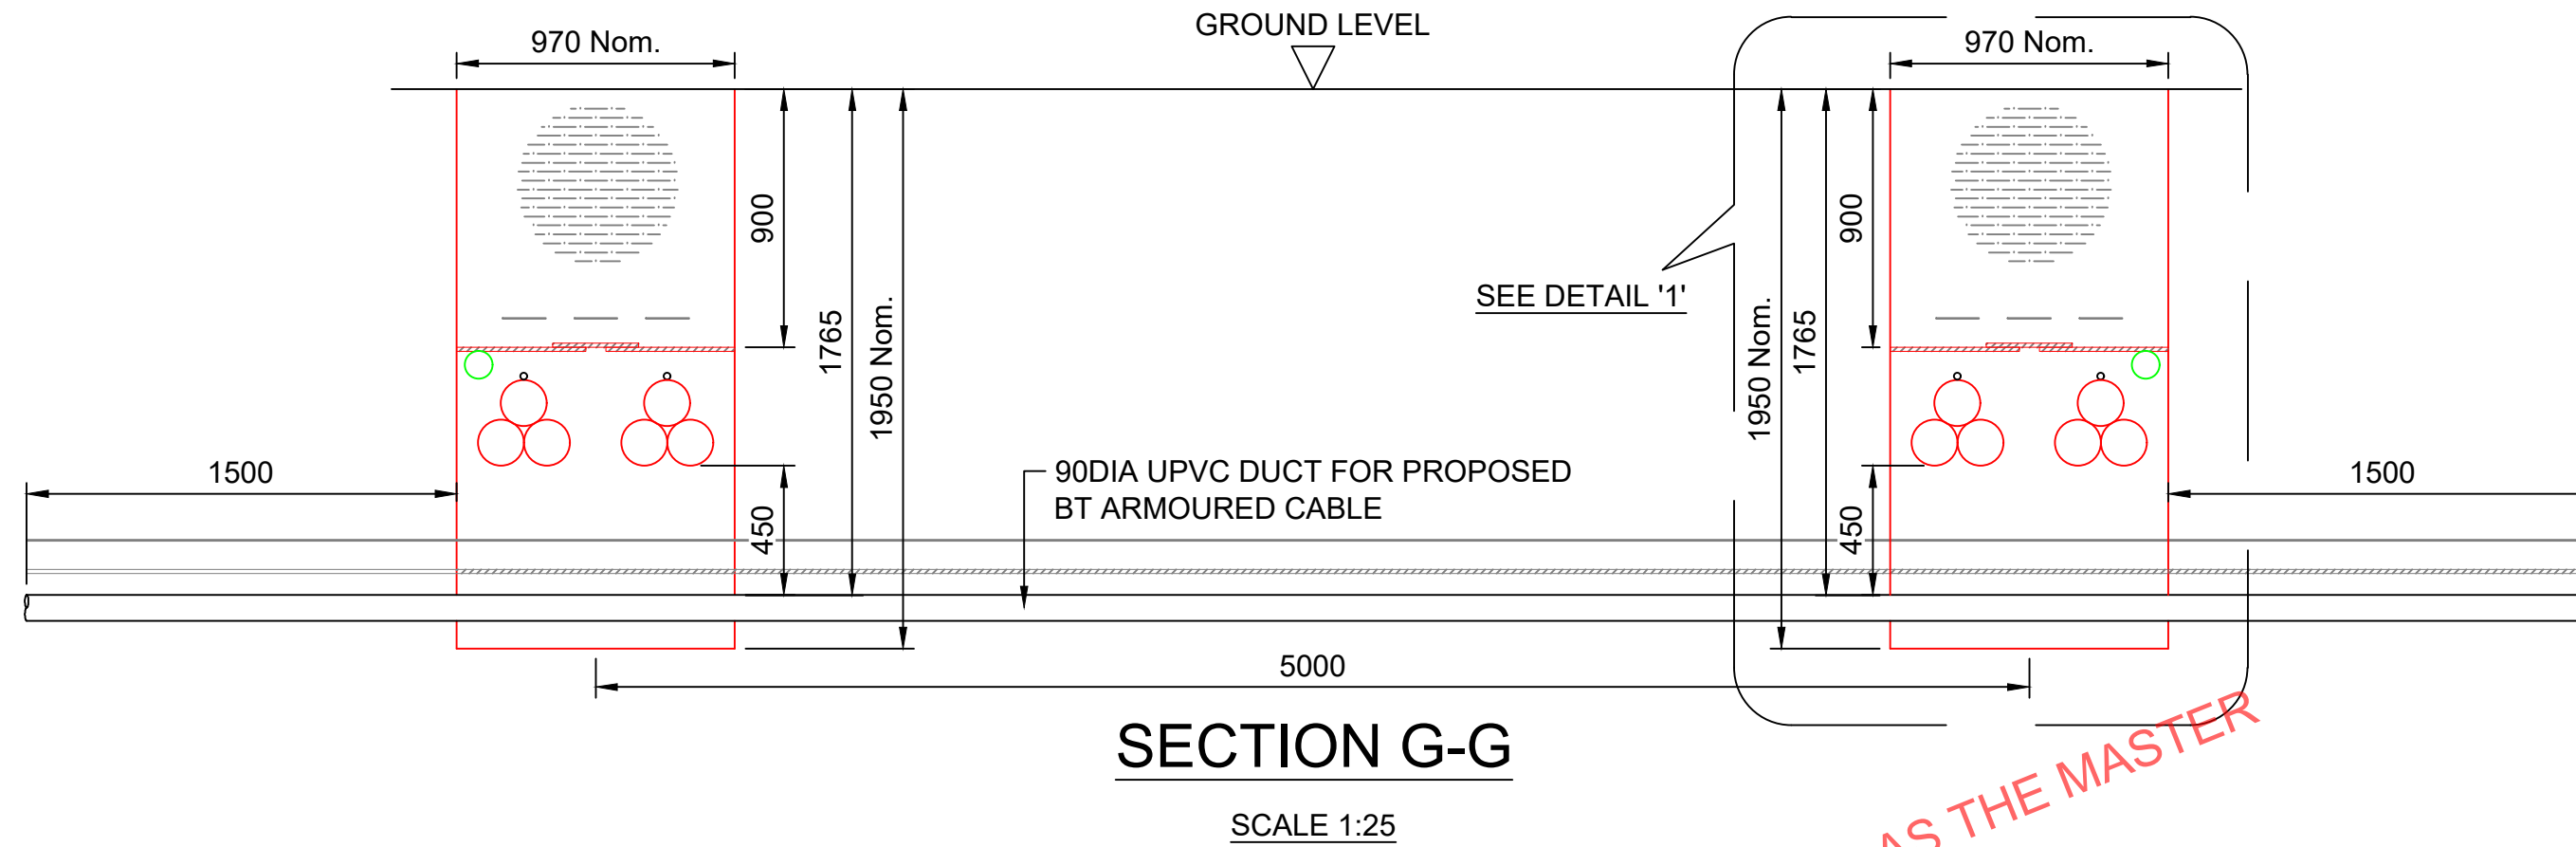 GROUND LEVEL
970 Nom.
970 Nom.
900
1765
1950 Nom.
SEE DETAIL '1'
1950 Nom.
1765
900
1500
90DIA UPVC DUCT FOR PROPOSED
BT ARMOURED CABLE
450
450
1500
5000
SECTION G-G
SCALE 1:25
AS THE MASTER